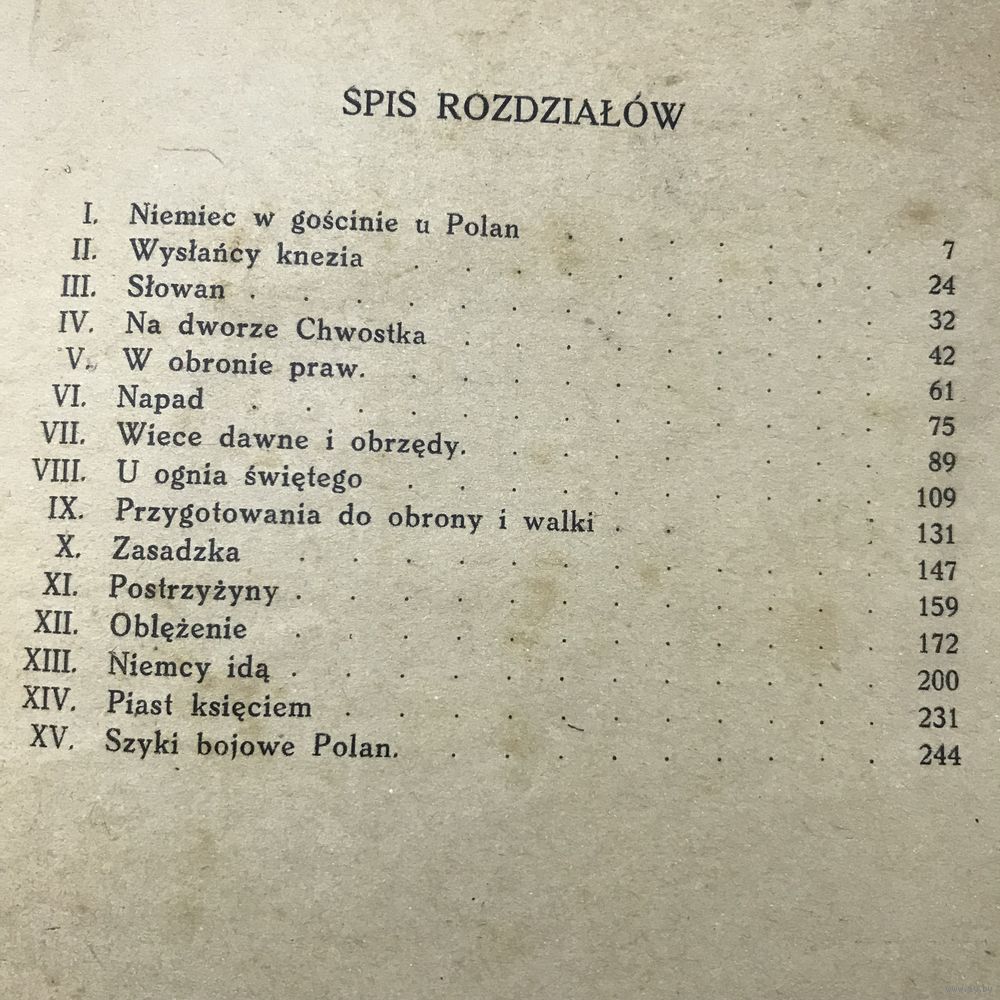 SPIS ROZDZIAŁÓW
I. Niemiec w gościnie u Polan . . . . . . 7
II. Wysłańcy knezia . . . . . . . . . 24
III. Słowan . . . . . . . . . . . . 32
IV. Na dworze Chwostka . . . . . . . . 42
V. W obronie praw. . . . . . . . . . 61
VI. Napad . . . . . . . . . . . . 75
VII. Wiece dawne i obrzędy. . . . . . . . 89
VIII. U ognia świętego . . . . . . . . . 109
IX. Przygotowania do obrony i walki . . . 131
X. Zasadzka . . . . . . . . . . . 147
XI. Postrzyżyny . . . . . . . . . . . 159
XII. Oblężenie . . . . . . . . . . . 172
XIII. Niemcy idą . . . . . . . . . . . 200
XIV. Piast księciem . . . . . . . . . . 231
XV. Szyki bojowe Polan. . . . . . . . . 244